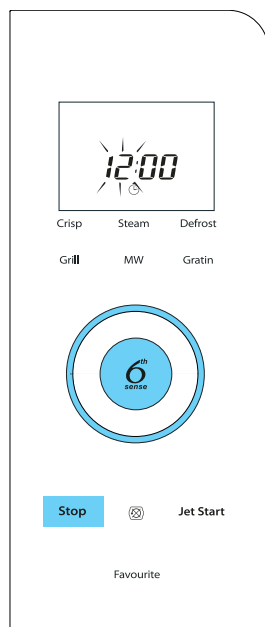 12:00
Crisp Steam Defrost
Grill MW Gratin
6th
sense
Stop Jet Start
Favourite